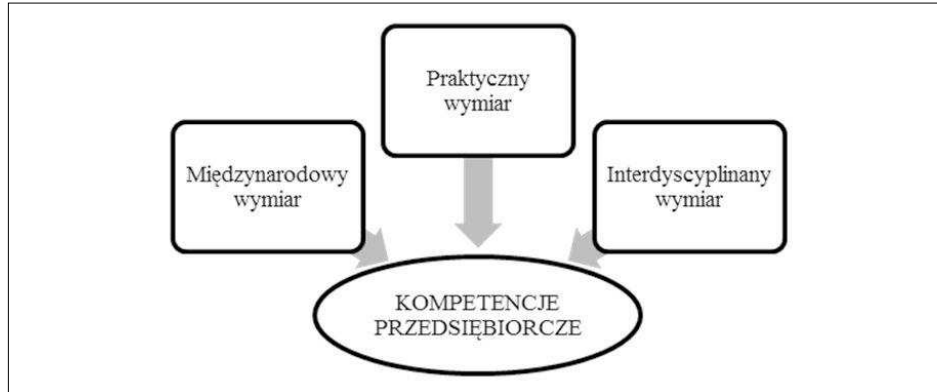 Praktyczny
wymiar
Międzynarodowy
wymiar
Interdyscyplinany
wymiar
KOMPETENCJE
PRZEDSIĘBIORCZE